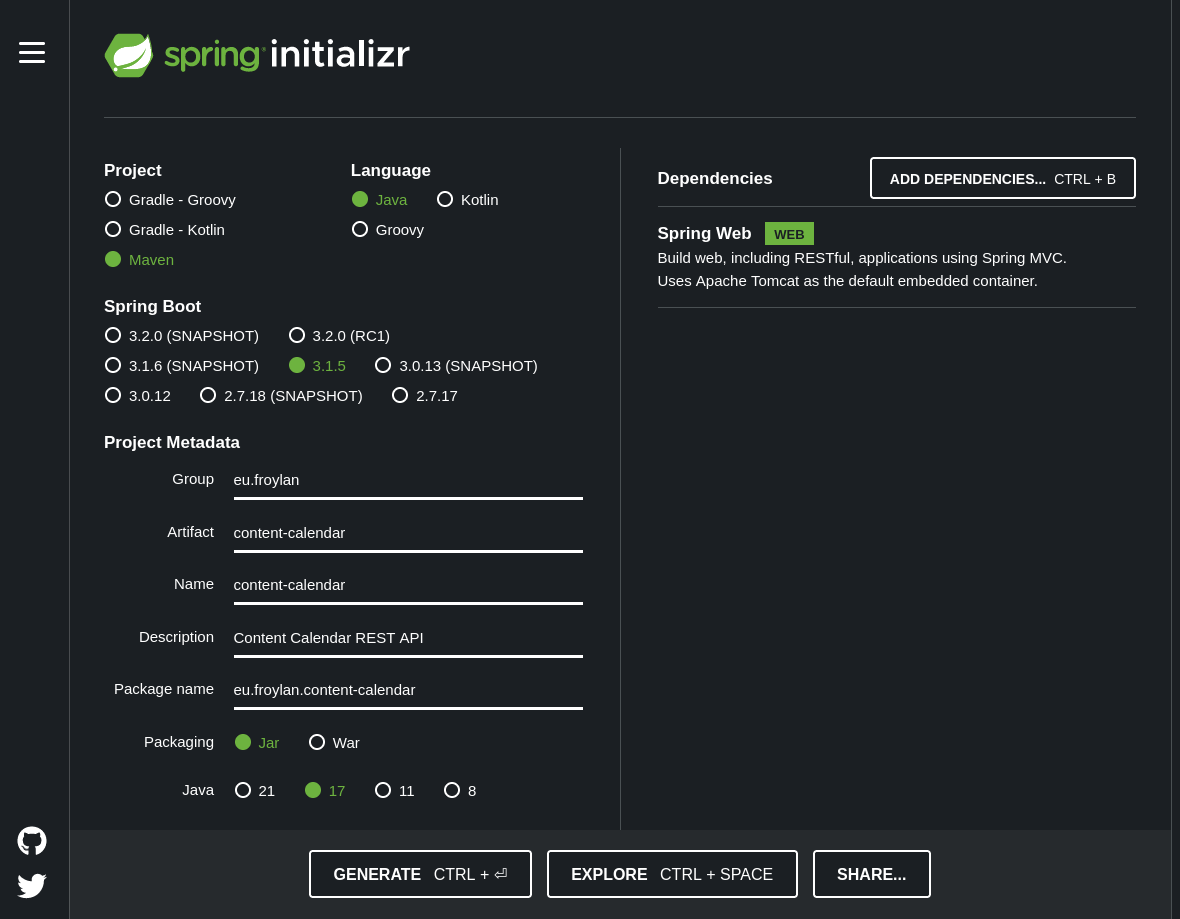 spring initializr
Project
Gradle - Groovy
Gradle - Kotlin
Maven
Language
Java Kotlin
Groovy
Spring Boot
3.2.0 (SNAPSHOT) 3.2.0 (RC1)
3.1.6 (SNAPSHOT) 3.1.5 3.0.13 (SNAPSHOT)
3.0.12 2.7.18 (SNAPSHOT) 2.7.17
Project Metadata
Group eu.froylan
Artifact content-calendar
Name content-calendar
Description Content Calendar REST API
Package name eu.froylan.content-calendar
Packaging Jar War
Java 21 17 11 8
Dependencies ADD DEPENDENCIES... CTRL + B
Spring Web WEB
Build web, including RESTful, applications using Spring MVC.
Uses Apache Tomcat as the default embedded container.
GENERATE CTRL + ⏎ EXPLORE CTRL + SPACE SHARE...